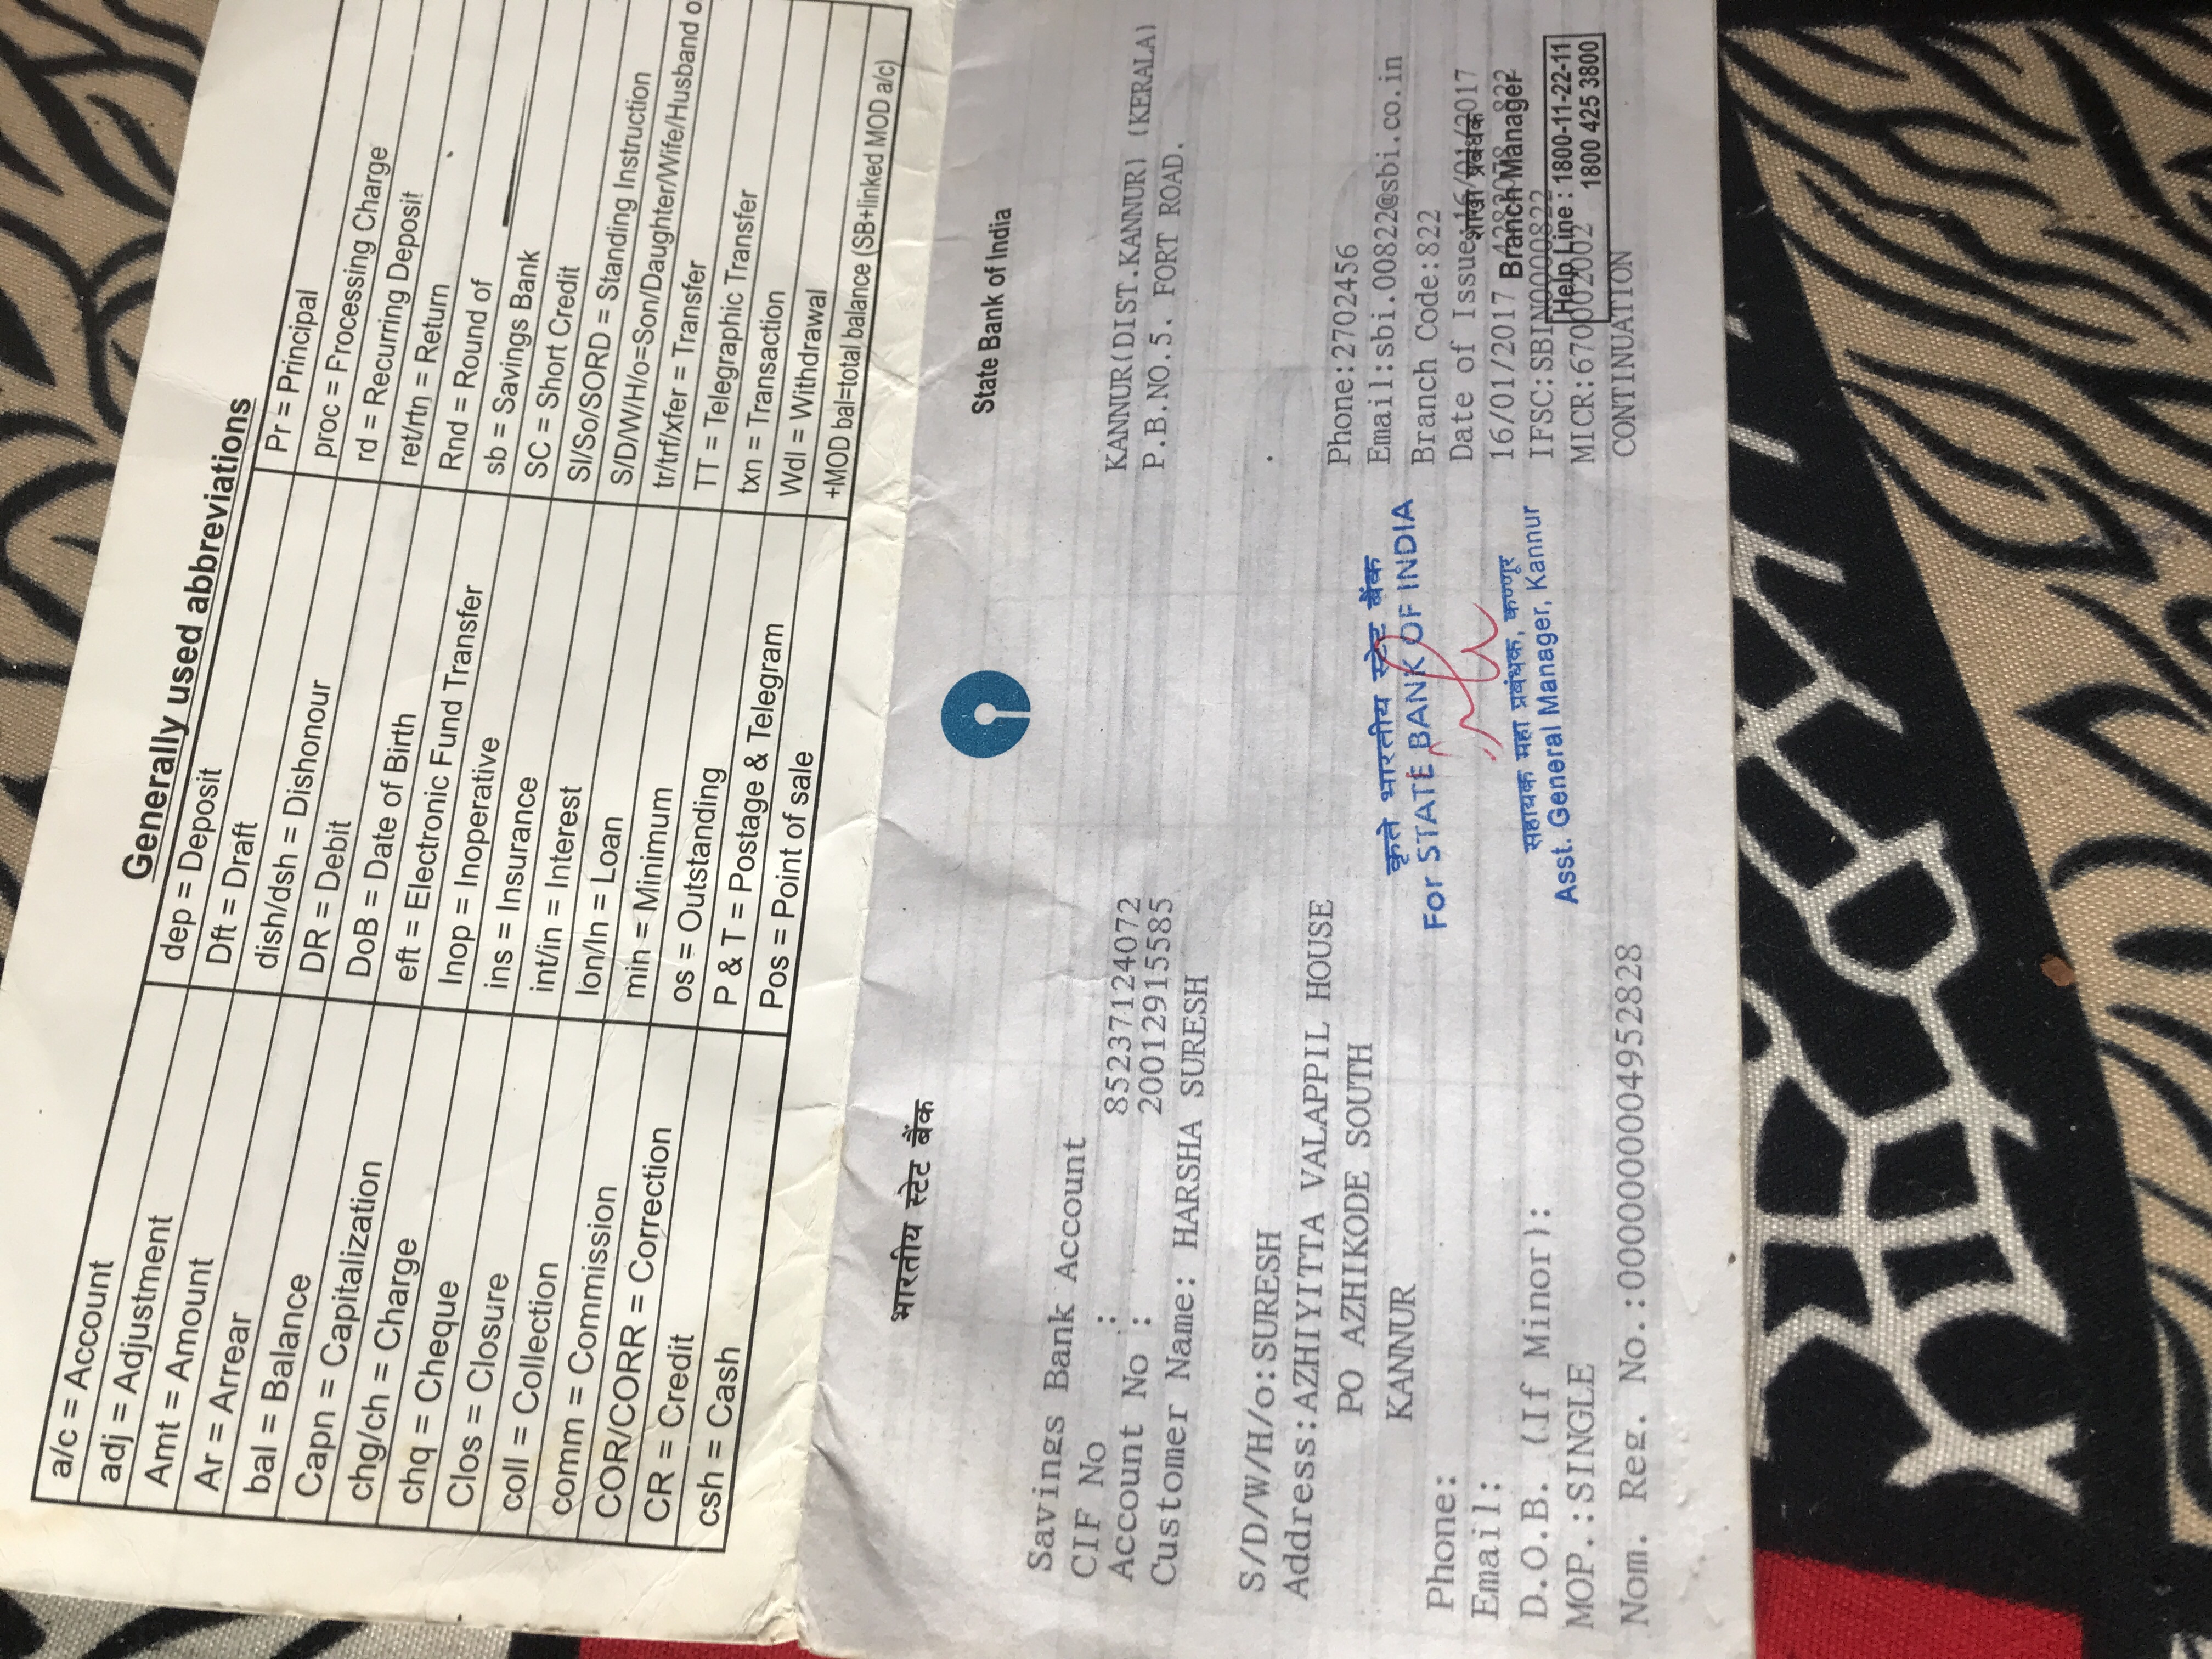 Generally used abbreviations
a/c = Account
adj = Adjustment
Amt = Amount
Ar = Arrear
bal = Balance
Capn = Capitalization
chg/ch = Charge
chq = Cheque
Clos = Closure
coll = Collection
comm = Commission
COR/CORR = Correction
CR = Credit
csh = Cash
dep = Deposit
Dft = Draft
dish/dsh = Dishonour
DR = Debit
DoB = Date of Birth
eft = Electronic Fund Transfer
Inop = Inoperative
ins = Insurance
int/in = Interest
lon/ln = Loan
min = Minimum
os = Outstanding
P & T = Postage & Telegram
Pos = Point of sale
Pr = Principal
proc = Frocessing Charge
rd = Recurring Deposit
ret/rtn = Return
Rnd = Round of
sb = Savings Bank
SC = Short Credit
SI/So/SORD = Standing Instruction
S/D/W/H/o=Son/Daughter/Wife/Husband o
tr/trf/xfer = Transfer
TT = Telegraphic Transfer
txn = Transaction
Wdl = Withdrawal
+MOD bal=total balance (SB+linked MOD a/c)
भारतीय स्टेट बैंक
State Bank of India
Savings Bank Account
CIF No : 85237124072
Account No : 20012915585
Customer Name: HARSHA SURESH
S/D/W/H/o:SURESH
Address:AZHIYITTA VALAPPIL HOUSE
PO AZHIKODE SOUTH
KANNUR
Phone:
Email:
D.O.B. (If Minor):
MOP.:SINGLE
Nom. Reg. No.:0000000004952828
कृते भारतीय स्टेट बैंक
For STATE BANK OF INDIA
सहायक महा प्रबंधक, कण्णूर
Asst. General Manager, Kannur
KANNUR(DIST.KANNUR) (KERALA)
P.B.NO.5. FORT ROAD.
Phone:2702456
Email:sbi.00822@sbi.co.in
Branch Code:822
Date of Issue:16/01/2017
शाखा प्रबंधक
16/01/2017 4282078 822
Branch Manager
IFSC:SBIN0000822
Help Line : 1800-11-22-11
MICR:670002002
1800 425 3800
CONTINUATION